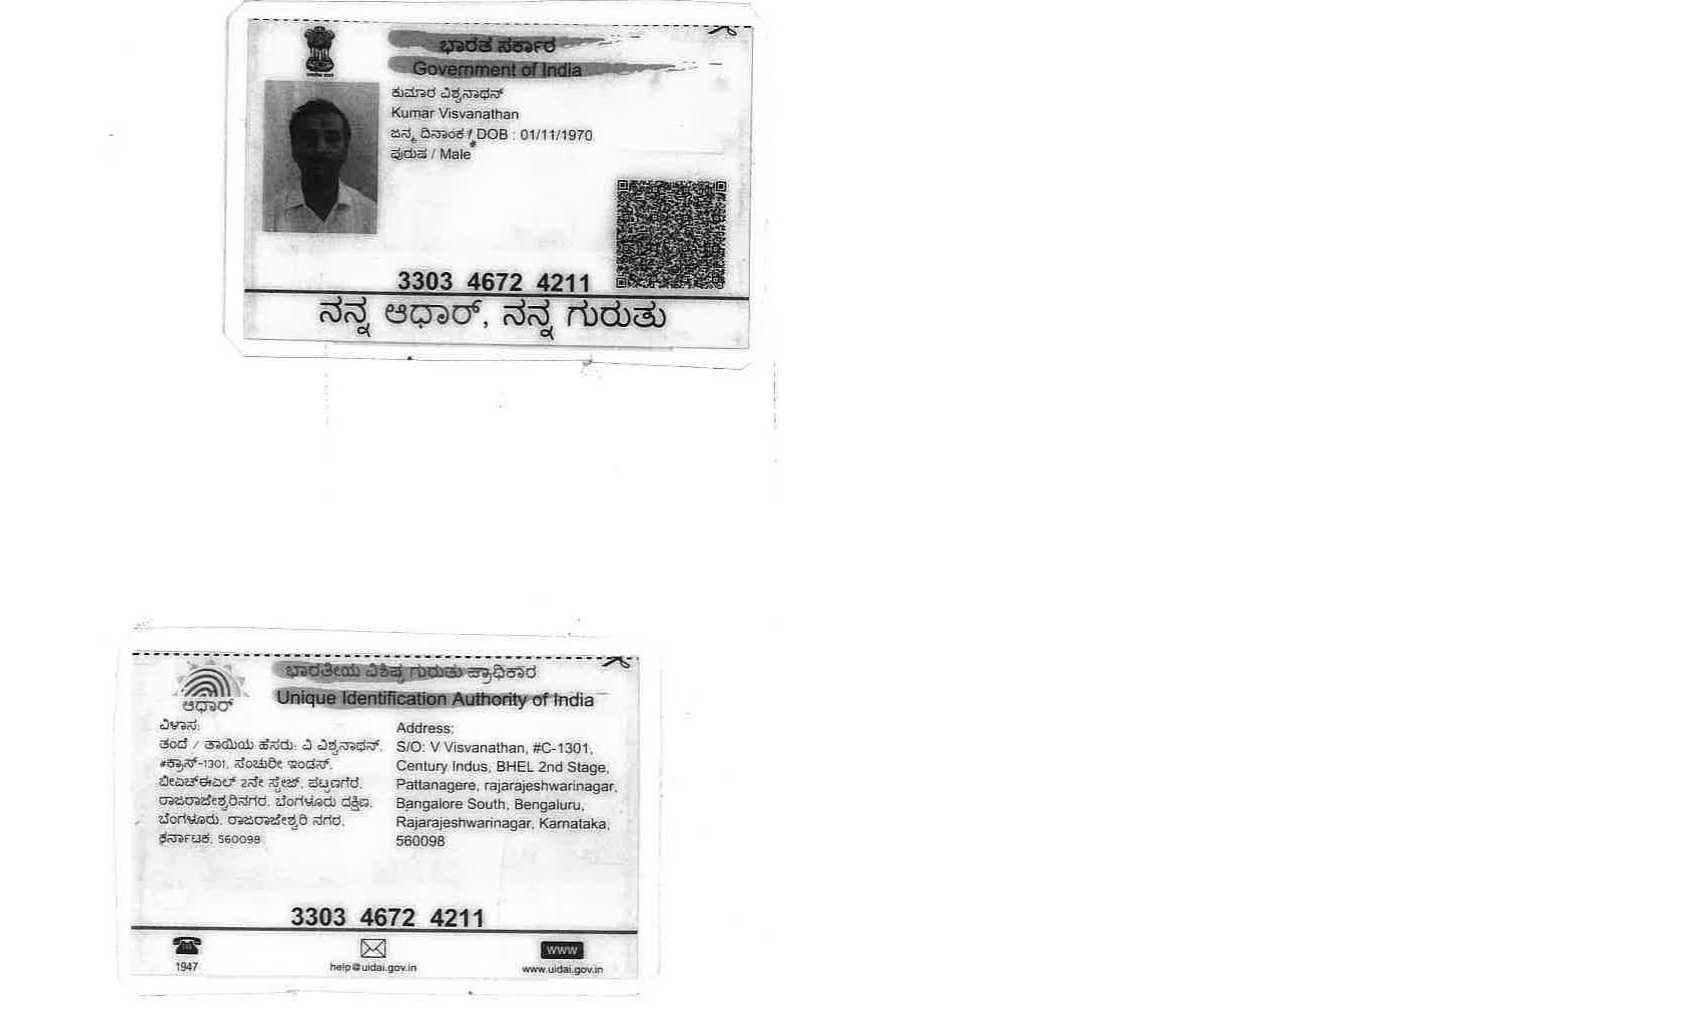 ಭಾರತ ಸರ್ಕಾರ
Government of India
ಕುಮಾರ ವಿಶ್ವನಾಥನ್
Kumar Visvanathan
ಜನ್ಮ ದಿನಾಂಕ / DOB : 01/11/1970
ಪುರುಷ / Male
3303 4672 4211
ನನ್ನ ಆಧಾರ್, ನನ್ನ ಗುರುತು
ಭಾರತೀಯ ವಿಶಿಷ್ಟ ಗುರುತು ಪ್ರಾಧಿಕಾರ
Unique Identification Authority of India
ಆಧಾರ್
ವಿಳಾಸ:
ತಂದೆ / ತಾಯಿಯ ಹೆಸರು: ವಿ ವಿಶ್ವನಾಥನ್,
#ಕ್ರಾಸ್-1301, ಸೆಂಚುರೀ ಇಂಡಸ್,
ಬೀಎಚ್ಈಎಲ್ 2ನೇ ಸ್ಟೇಜ್, ಪಟ್ಟಣಗೆರೆ,
ರಾಜರಾಜೇಶ್ವರಿನಗರ, ಬೆಂಗಳೂರು ದಕ್ಷಿಣ,
ಬೆಂಗಳೂರು, ರಾಜರಾಜೇಶ್ವರಿ ನಗರ,
ಕರ್ನಾಟಕ, 560098
Address:
S/O: V Visvanathan, #C-1301,
Century Indus, BHEL 2nd Stage,
Pattanagere, rajarajeshwarinagar,
Bangalore South, Bengaluru,
Rajarajeshwarinagar, Karnataka,
560098
3303 4672 4211
1947
help@uidai.gov.in
WWW
www.uidai.gov.in